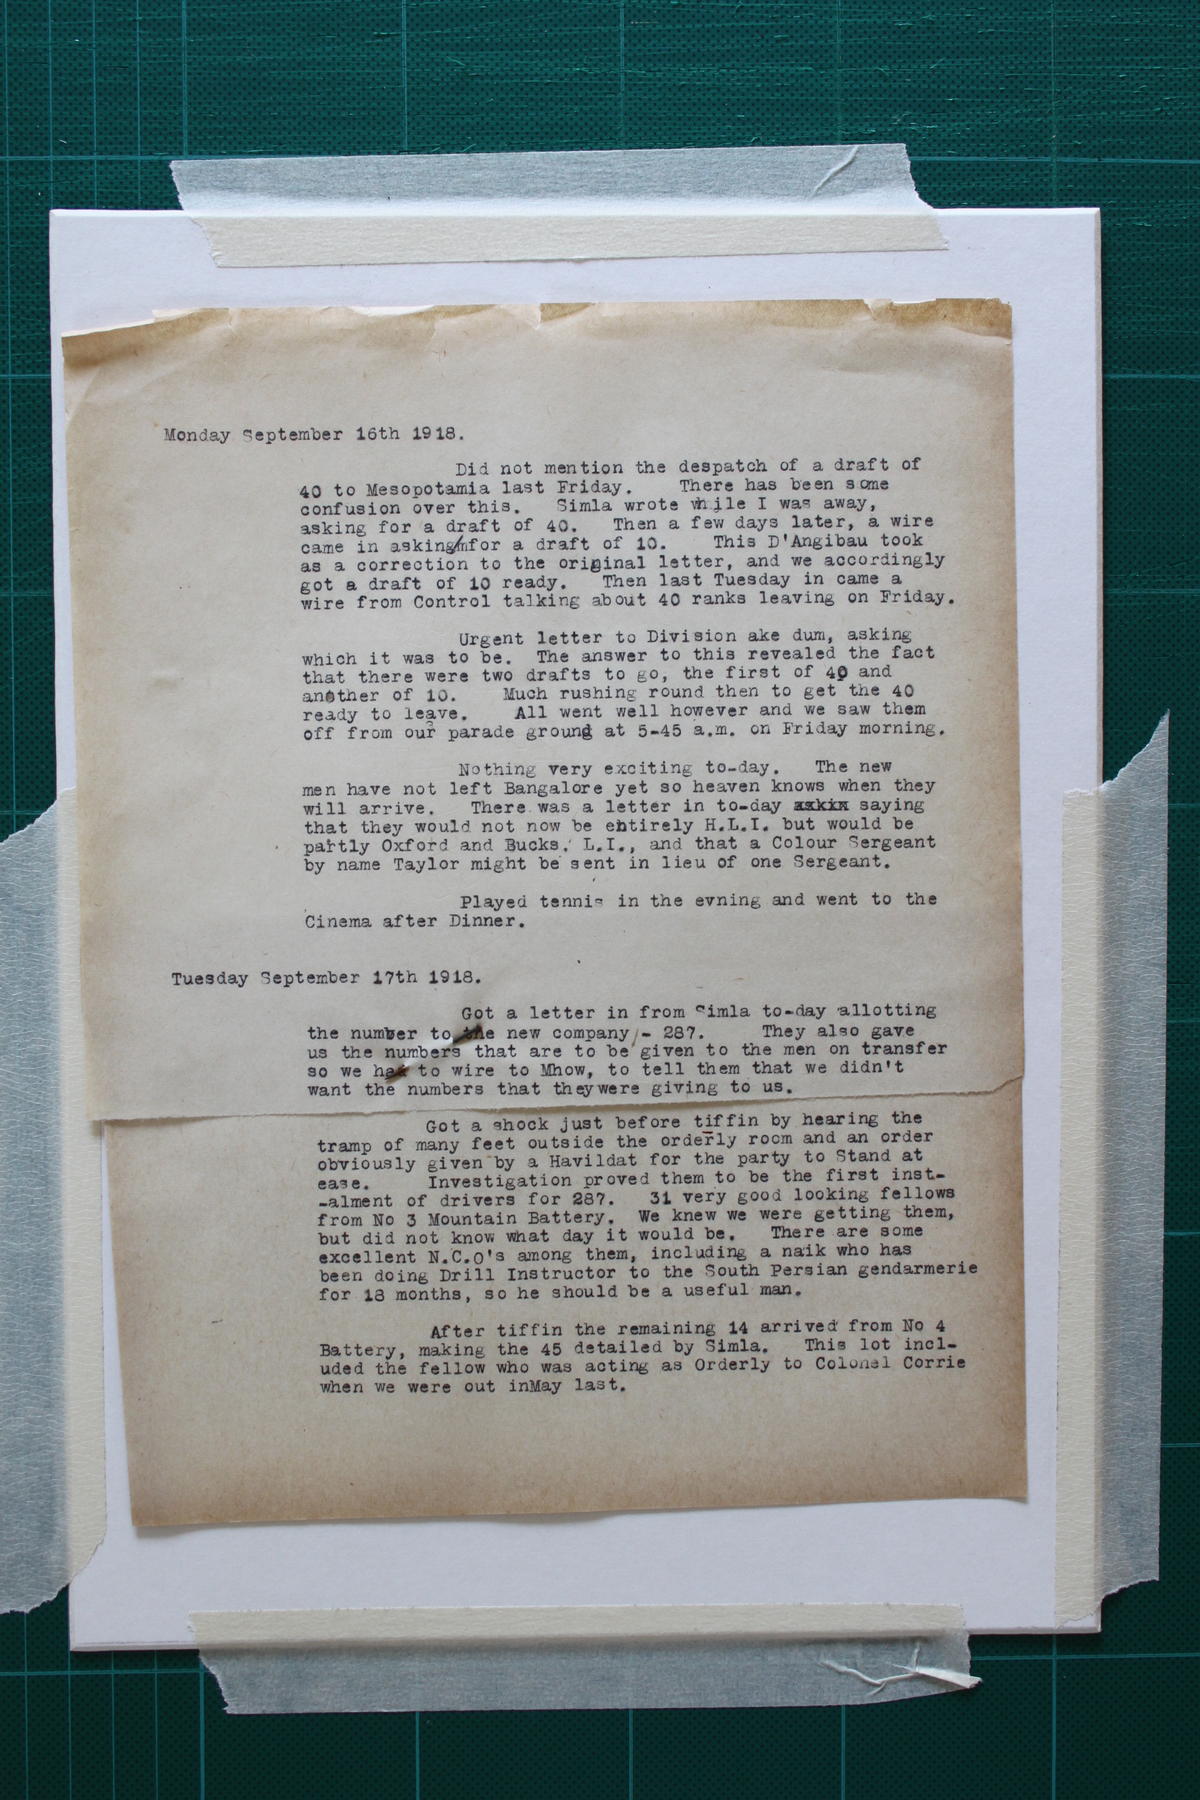 Monday September 16th 1918.
Did not mention the despatch of a draft of
40 to Mesopotamia last Friday. There has been some
confusion over this. Simla wrote while I was away,
asking for a draft of 40. Then a few days later, a wire
came in asking/mfor a draft of 10. This D'Angibau took
as a correction to the original letter, and we accordingly
got a draft of 10 ready. Then last Tuesday in came a
wire from Control talking about 40 ranks leaving on Friday.
Urgent letter to Division ake dum, asking
which it was to be. The answer to this revealed the fact
that there were two drafts to go, the first of 40 and
another of 10. Much rushing round then to get the 40
ready to leave. All went well however and we saw them
off from our parade ground at 5-45 a.m. on Friday morning.
Nothing very exciting to-day. The new
men have not left Bangalore yet so heaven knows when they
will arrive. There was a letter in to-day saying
that they would not now be entirely H.L.I. but would be
partly Oxford and Bucks. L.I., and that a Colour Sergeant
by name Taylor might be sent in lieu of one Sergeant.
Played tennis in the evning and went to the
Cinema after Dinner.
Tuesday September 17th 1918.
Got a letter in from Simla to-day allotting
the number to the new company - 287. They also gave
us the numbers that are to be given to the men on transfer
so we had to wire to Mhow, to tell them that we didn't
want the numbers that theywere giving to us.
Got a shock just before tiffin by hearing the
tramp of many feet outside the orderly room and an order
obviously given by a Havildat for the party to Stand at
ease. Investigation proved them to be the first inst-
-alment of drivers for 287. 31 very good looking fellows
from No 3 Mountain Battery. We knew we were getting them,
but did not know what day it would be. There are some
excellent N.C.O's among them, including a naik who has
been doing Drill Instructor to the South Persian gendarmerie
for 18 months, so he should be a useful man.
After tiffin the remaining 14 arrived from No 4
Battery, making the 45 detailed by Simla. This lot incl-
uded the fellow who was acting as Orderly to Colonel Corrie
when we were out inMay last.